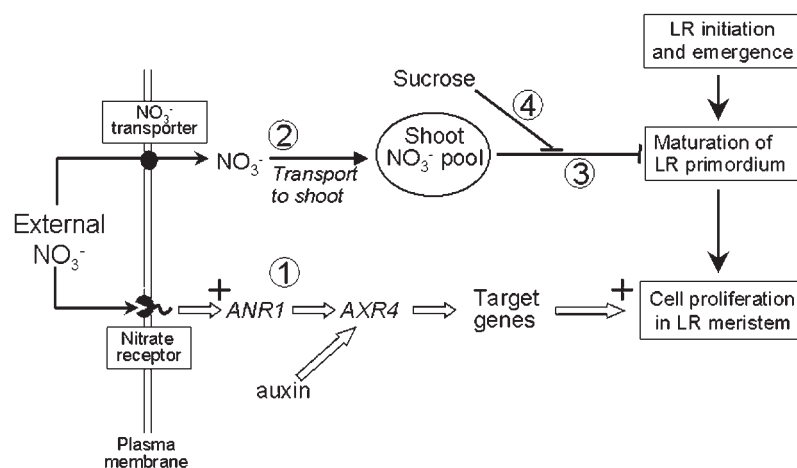 LR initiation
and emergence
NO₃⁻
transporter
Sucrose
④
②
NO₃⁻
Transport
to shoot
Shoot
NO₃⁻ pool
③
Maturation of
LR primordium
External
NO₃⁻
①
+
ANR1
AXR4
Target
genes
+
Cell proliferation
in LR meristem
Nitrate
receptor
auxin
Plasma
membrane